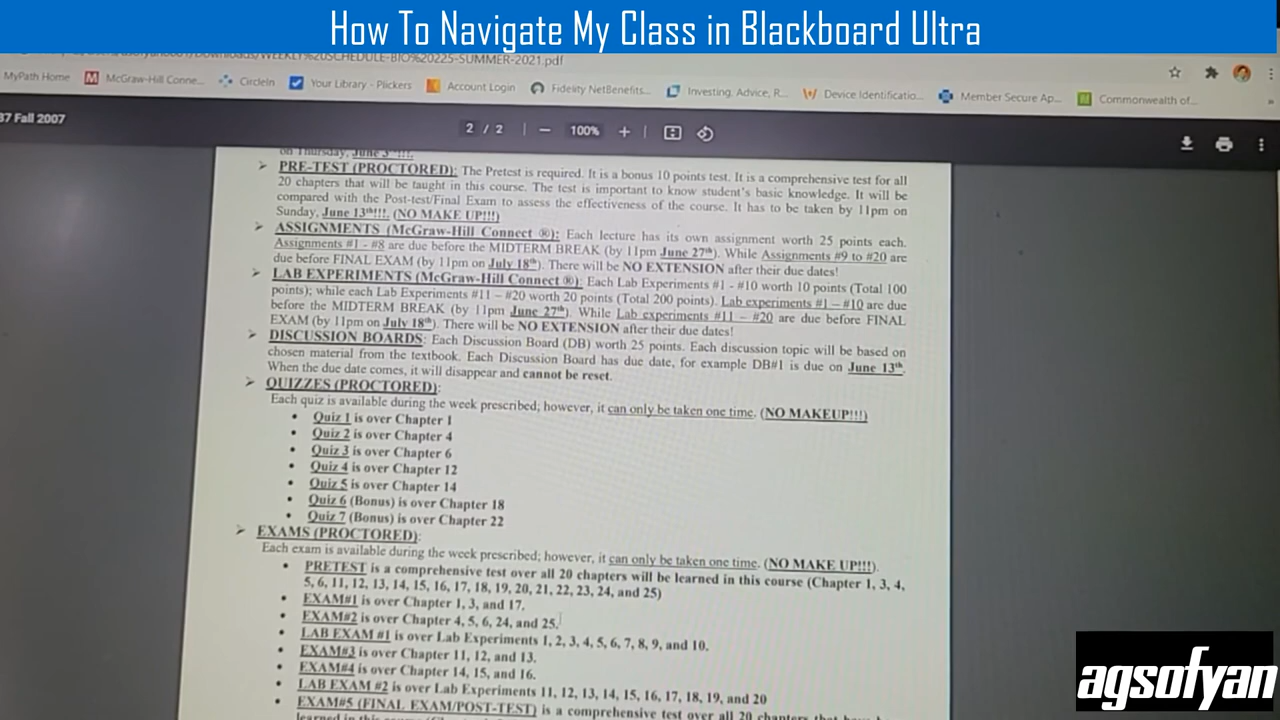 How To Navigate My Class in Blackboard Ultra
SCHEDULE-BIO%20225-SUMMER-2021.pdf
MyPath Home McGraw-Hill Conne... CircleIn Your Library - Plickers Account Login Fidelity NetBenefits... Investing, Advice, R... Device Identificatio... Member Secure Ap... Commonwealth of...
37 Fall 2007
2 / 2 | — 100% + |
on Thursday, June 3rd!!!.
➢ PRE-TEST (PROCTORED): The Pretest is required. It is a bonus 10 points test. It is a comprehensive test for all
20 chapters that will be taught in this course. The test is important to know student's basic knowledge. It will be
compared with the Post-test/Final Exam to assess the effectiveness of the course. It has to be taken by 11pm on
Sunday, June 13th!!!. (NO MAKE UP!!!)
➢ ASSIGNMENTS (McGraw-Hill Connect ®): Each lecture has its own assignment worth 25 points each.
Assignments #1 - #8 are due before the MIDTERM BREAK (by 11pm June 27th). While Assignments #9 to #20 are
due before FINAL EXAM (by 11pm on July 18th). There will be NO EXTENSION after their due dates!
➢ LAB EXPERIMENTS (McGraw-Hill Connect ®): Each Lab Experiments #1 - #10 worth 10 points (Total 100
points); while each Lab Experiments #11 – #20 worth 20 points (Total 200 points). Lab experiments #1 – #10 are due
before the MIDTERM BREAK (by 11pm June 27th). While Lab experiments #11 – #20 are due before FINAL
EXAM (by 11pm on July 18th). There will be NO EXTENSION after their due dates!
➢ DISCUSSION BOARDS: Each Discussion Board (DB) worth 25 points. Each discussion topic will be based on
chosen material from the textbook. Each Discussion Board has due date, for example DB#1 is due on June 13th.
When the due date comes, it will disappear and cannot be reset.
➢ QUIZZES (PROCTORED):
Each quiz is available during the week prescribed; however, it can only be taken one time. (NO MAKEUP!!!)
• Quiz 1 is over Chapter 1
• Quiz 2 is over Chapter 4
• Quiz 3 is over Chapter 6
• Quiz 4 is over Chapter 12
• Quiz 5 is over Chapter 14
• Quiz 6 (Bonus) is over Chapter 18
• Quiz 7 (Bonus) is over Chapter 22
➢ EXAMS (PROCTORED):
Each exam is available during the week prescribed; however, it can only be taken one time. (NO MAKE UP!!!).
• PRETEST is a comprehensive test over all 20 chapters will be learned in this course (Chapter 1, 3, 4,
5, 6, 11, 12, 13, 14, 15, 16, 17, 18, 19, 20, 21, 22, 23, 24, and 25)
• EXAM#1 is over Chapter 1, 3, and 17.
• EXAM#2 is over Chapter 4, 5, 6, 24, and 25.
• LAB EXAM #1 is over Lab Experiments 1, 2, 3, 4, 5, 6, 7, 8, 9, and 10.
• EXAM#3 is over Chapter 11, 12, and 13.
• EXAM#4 is over Chapter 14, 15, and 16.
• LAB EXAM #2 is over Lab Experiments 11, 12, 13, 14, 15, 16, 17, 18, 19, and 20
• EXAM#5 (FINAL EXAM/POST-TEST) is a comprehensive test over all 20 chapters that have
learned in this course
agsofyan